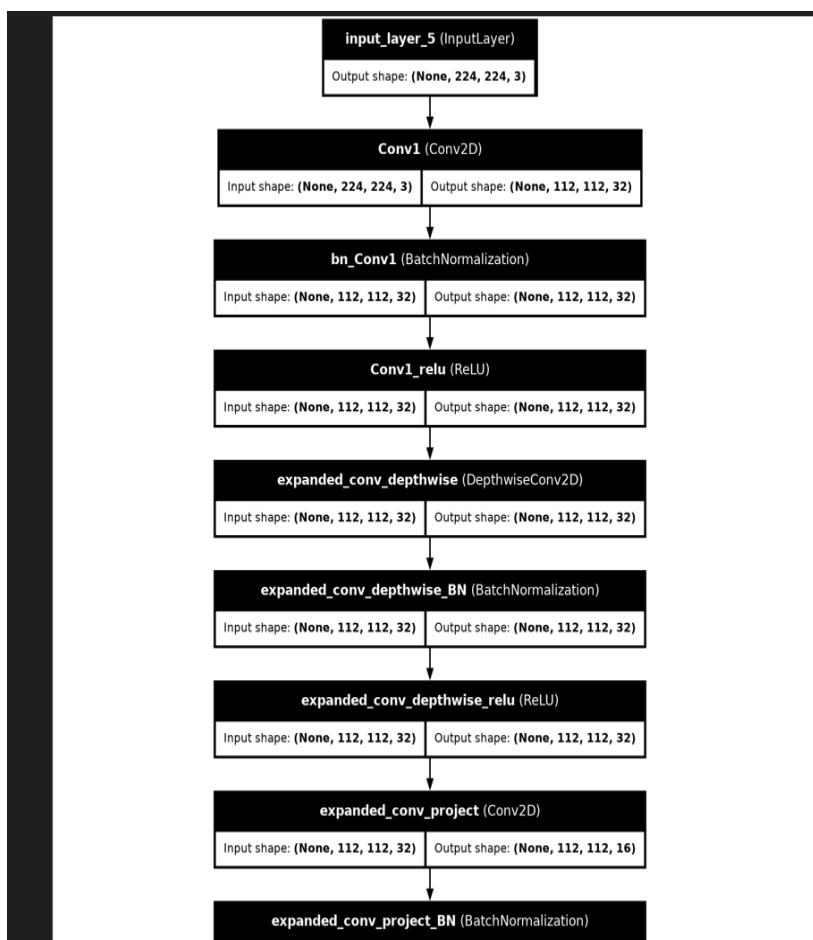 input_layer_5 (InputLayer)
Output shape: (None, 224, 224, 3)
Conv1 (Conv2D)
Input shape: (None, 224, 224, 3) Output shape: (None, 112, 112, 32)
bn_Conv1 (BatchNormalization)
Input shape: (None, 112, 112, 32) Output shape: (None, 112, 112, 32)
Conv1_relu (ReLU)
Input shape: (None, 112, 112, 32) Output shape: (None, 112, 112, 32)
expanded_conv_depthwise (DepthwiseConv2D)
Input shape: (None, 112, 112, 32) Output shape: (None, 112, 112, 32)
expanded_conv_depthwise_BN (BatchNormalization)
Input shape: (None, 112, 112, 32) Output shape: (None, 112, 112, 32)
expanded_conv_depthwise_relu (ReLU)
Input shape: (None, 112, 112, 32) Output shape: (None, 112, 112, 32)
expanded_conv_project (Conv2D)
Input shape: (None, 112, 112, 32) Output shape: (None, 112, 112, 16)
expanded_conv_project_BN (BatchNormalization)